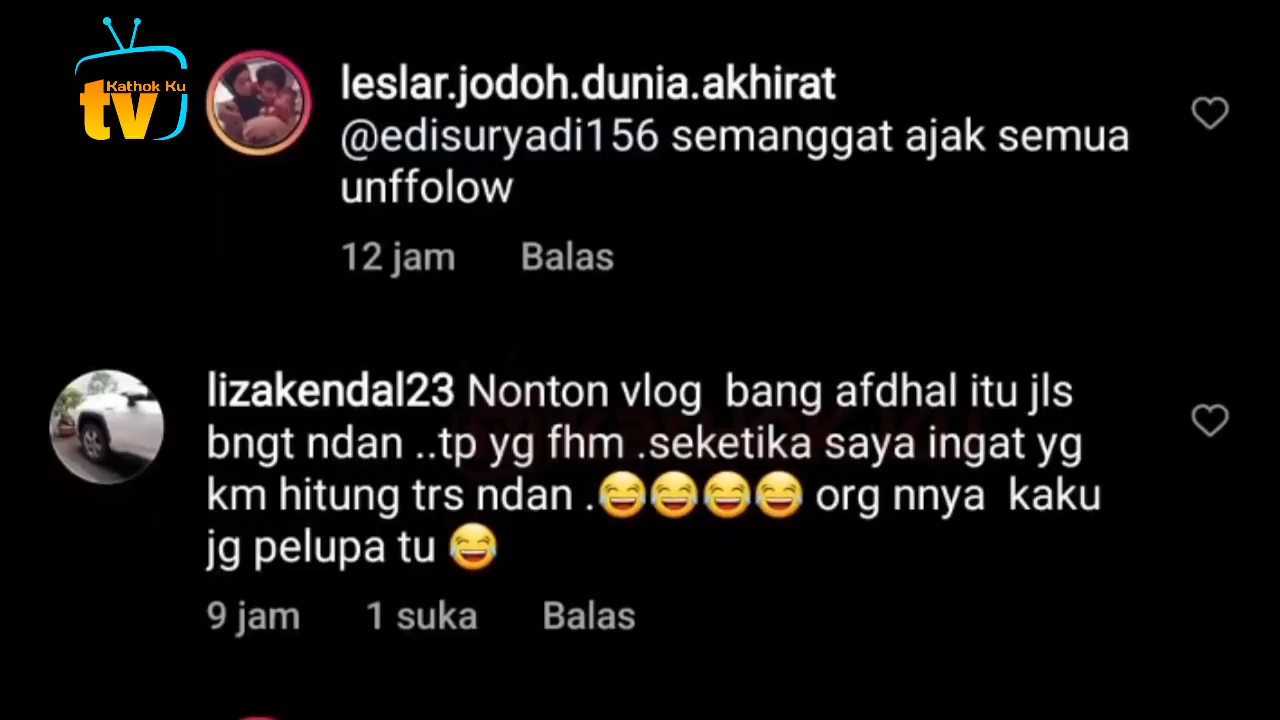 Kathok Ku
tv
leslar.jodoh.dunia.akhirat
@edisuryadi156 semanggat ajak semua
unffolow
12 jam Balas
lizakendal23 Nonton vlog bang afdhal itu jls
bngt ndan ..tp yg fhm .seketika saya ingat yg
km hitung trs ndan .😂😂😂😂 org nnya kaku
jg pelupa tu 😂
9 jam 1 suka Balas